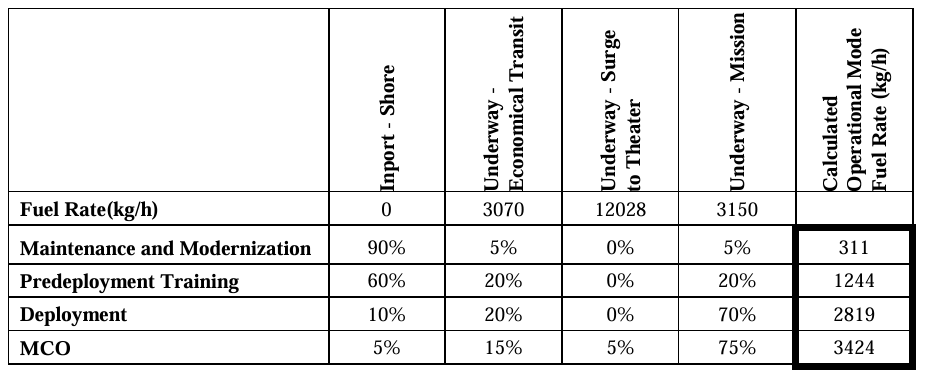 Inport - Shore
Underway -
Economical Transit
Underway - Surge
to Theater
Underway - Mission
Calculated
Operational Mode
Fuel Rate (kg/h)
Fuel Rate(kg/h) 0 3070 12028 3150
Maintenance and Modernization 90% 5% 0% 5% 311
Predeployment Training 60% 20% 0% 20% 1244
Deployment 10% 20% 0% 70% 2819
MCO 5% 15% 5% 75% 3424